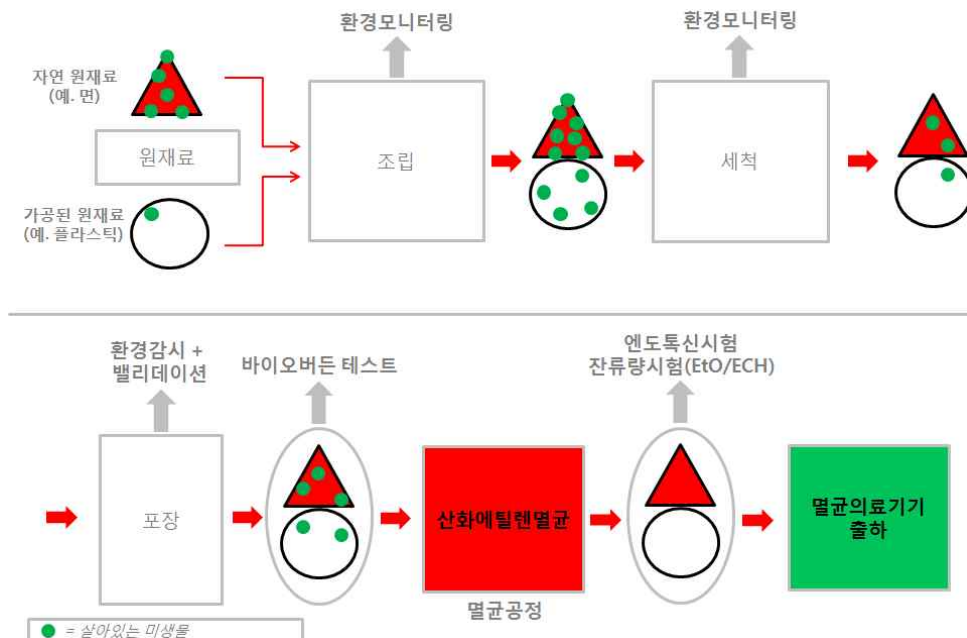 환경모니터링
환경모니터링
자연 원재료
(예. 면)
원재료
조립
세척
가공된 원재료
(예. 플라스틱)
환경감시 +
밸리데이션
바이오버든 테스트
엔도톡신시험
잔류량시험(EtO/ECH)
포장
산화에틸렌멸균
멸균의료기기
출하
멸균공정
= 살아있는 미생물